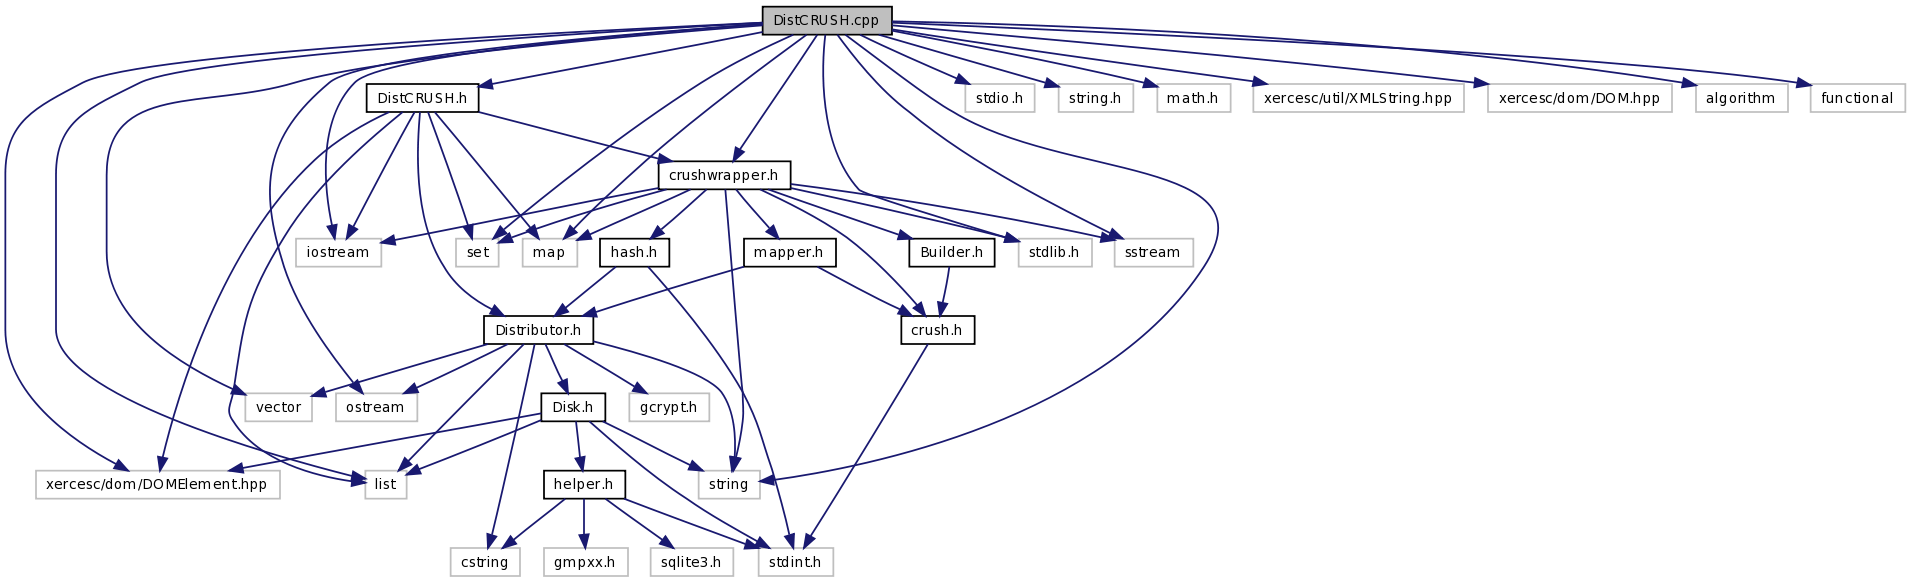 DistCRUSH.cpp
DistCRUSH.h
stdio.h
string.h
math.h
xercesc/util/XMLString.hpp
xercesc/dom/DOM.hpp
algorithm
functional
crushwrapper.h
iostream
set
map
hash.h
mapper.h
Builder.h
stdlib.h
sstream
Distributor.h
crush.h
vector
ostream
Disk.h
gcrypt.h
xercesc/dom/DOMElement.hpp
list
helper.h
string
cstring
gmpxx.h
sqlite3.h
stdint.h